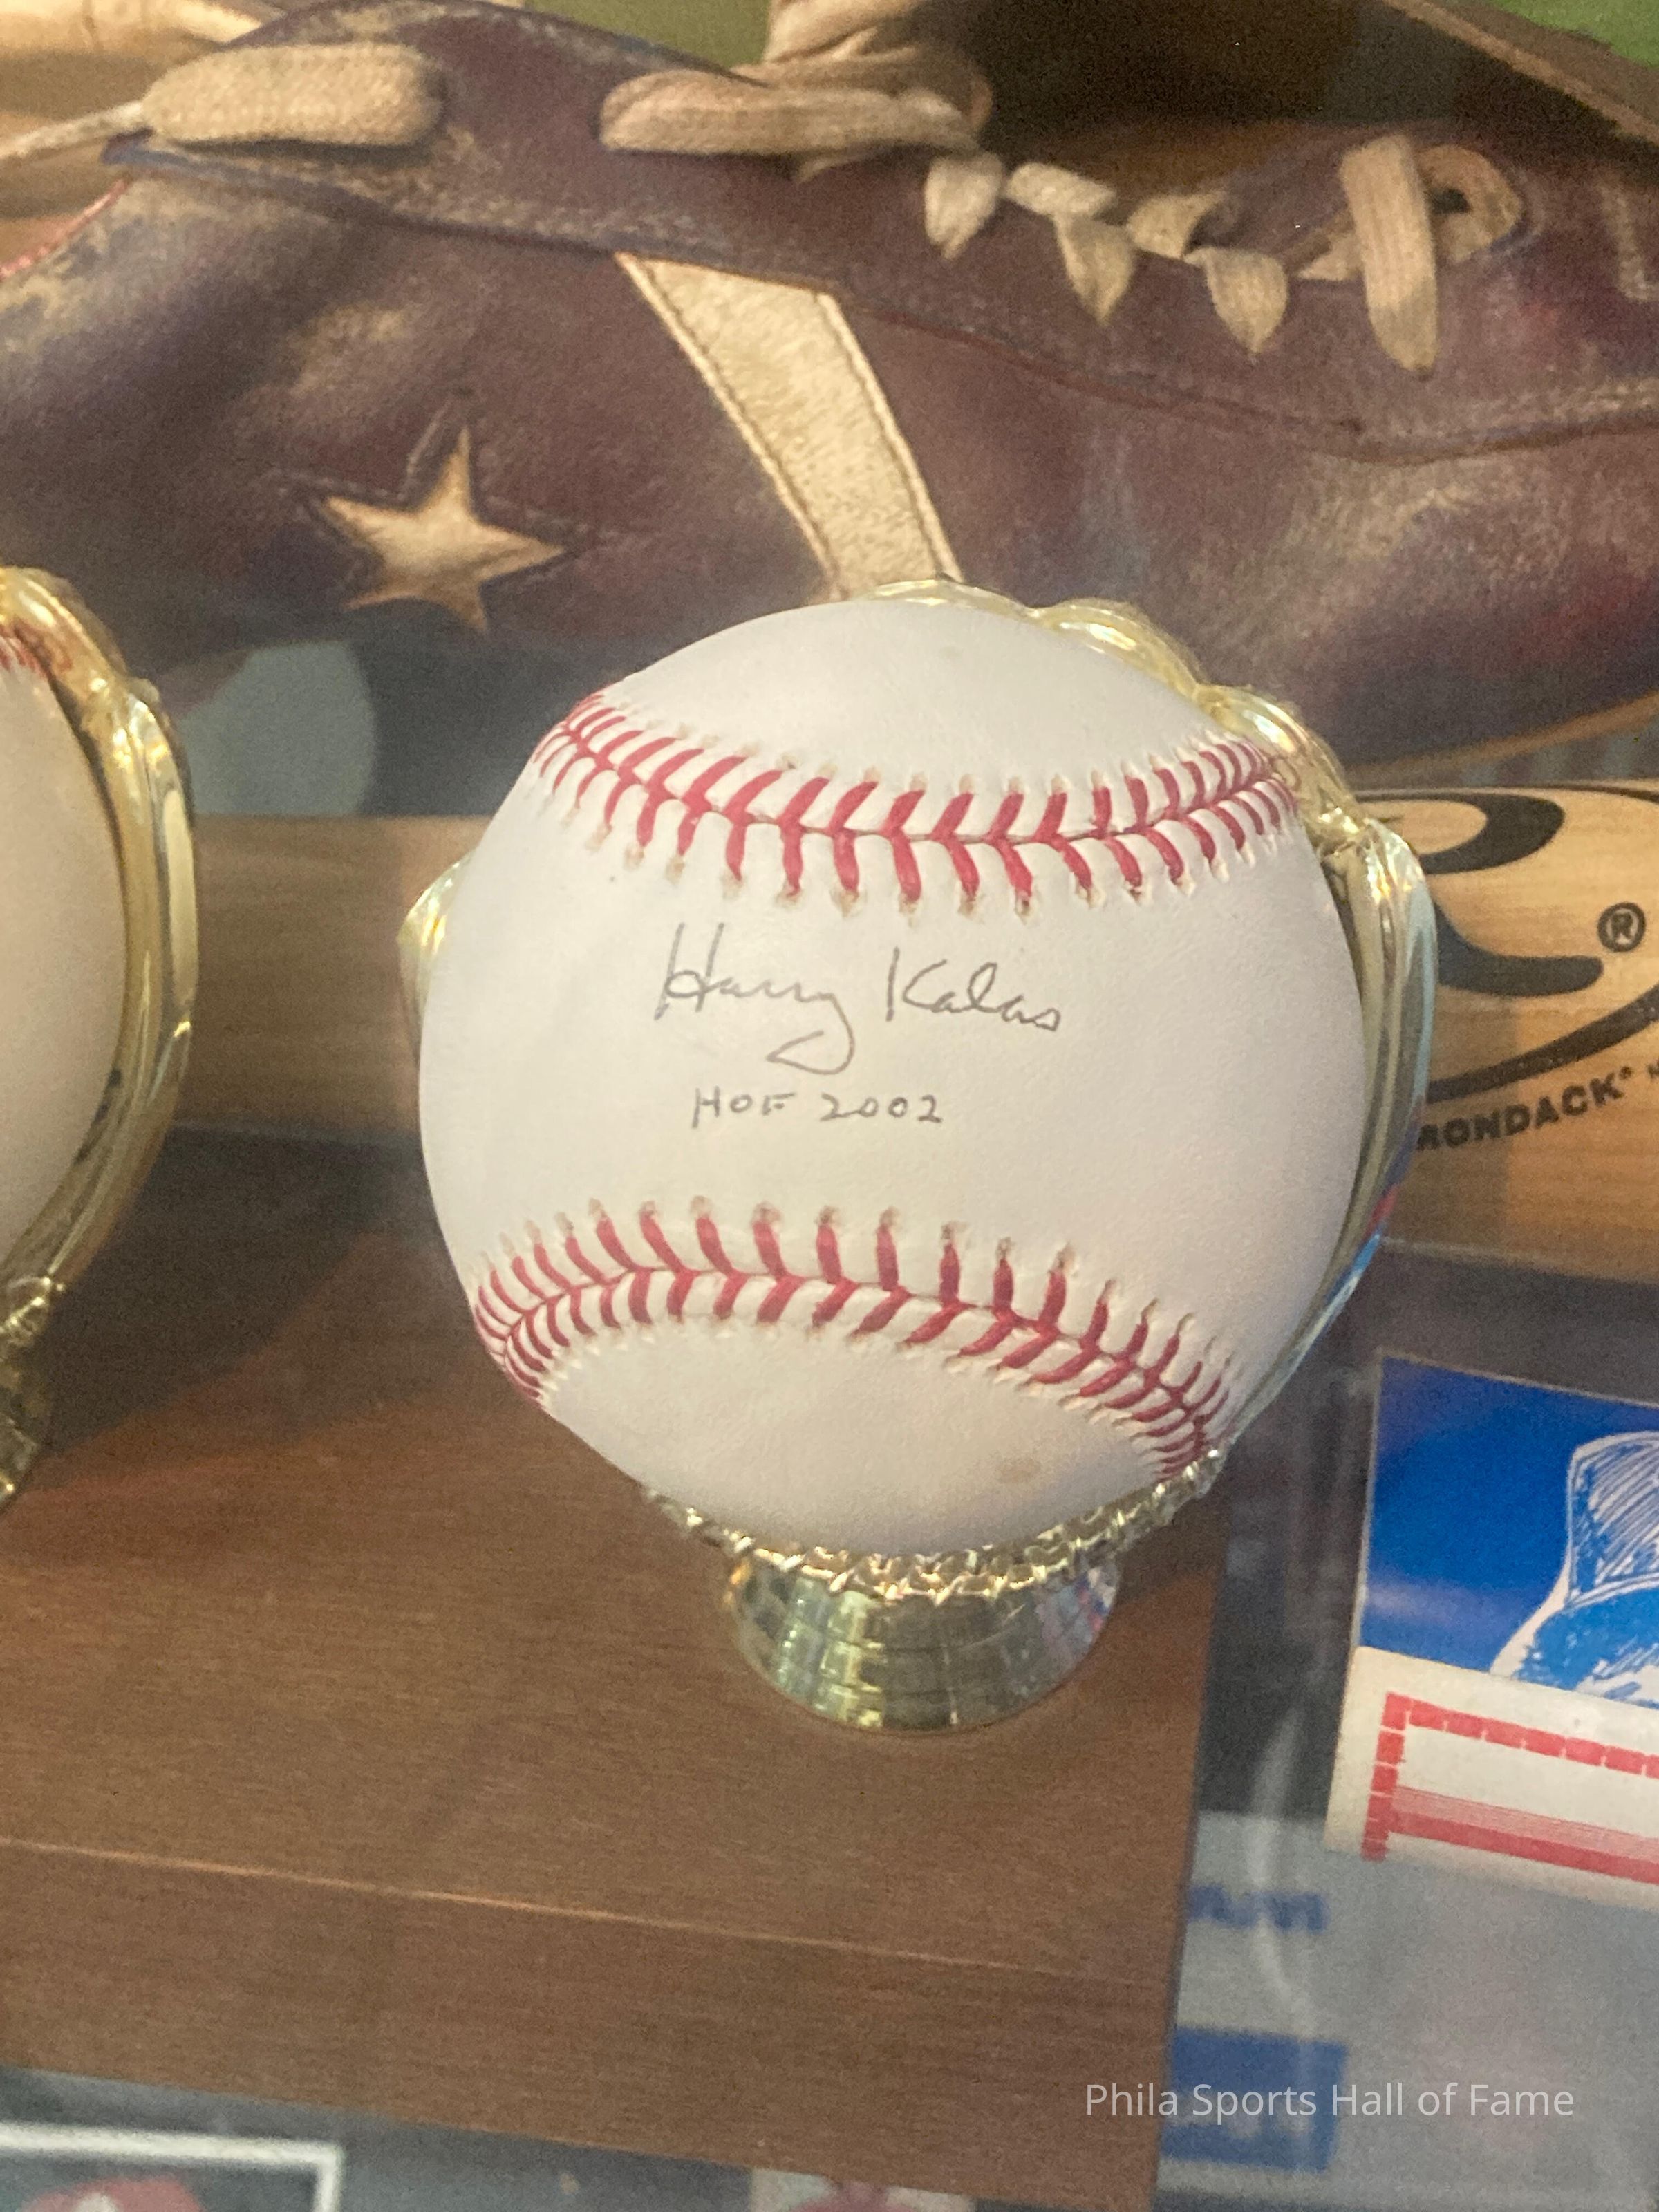 ®
Harry Kalas
HOF 2002
RONDACK®
Phila Sports Hall of Fame